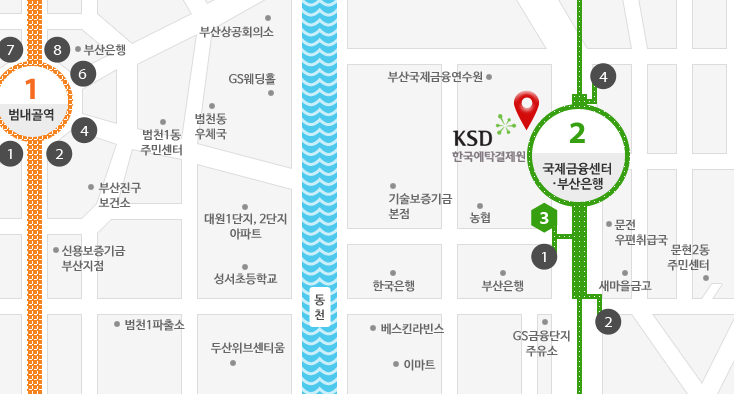 부산상공회의소
7
8
부산은행
6
1
범내골역
4
1
2
GS웨딩홀
범천동
우체국
범천1동
주민센터
부산진구
보건소
대원1단지, 2단지
아파트
신용보증기금
부산지점
성서초등학교
범천1파출소
두산위브센티움
동
천
부산국제금융연수원
4
KSD
한국예탁결제원
2
국제금융센터
·부산은행
기술보증기금
본점
농협
3
1
문전
우편취급국
문현2동
주민센터
한국은행
부산은행
새마을금고
2
베스킨라빈스
GS금융단지
주유소
이마트